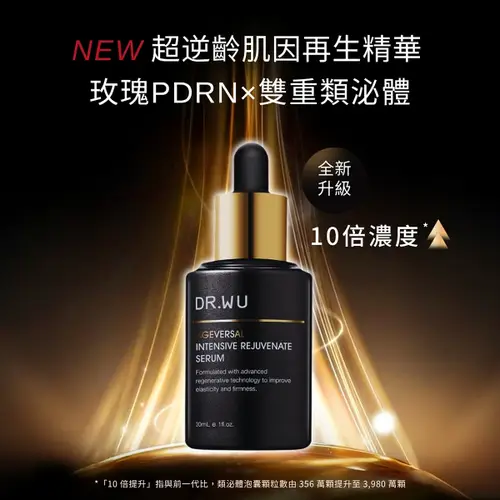 NEW 超逆齡肌因再生精華
玫瑰PDRN×雙重類泌體
全新
升級
10倍濃度*
DR.WU
AGEVERSAL
INTENSIVE REJUVENATE
SERUM
Formulated with advanced
regenerative technology to improve
elasticity and firmness.
30mL e 1fl.oz.
*「10 倍提升」指與前一代比，類泌體泡囊顆粒數由 356 萬顆提升至 3,980 萬顆